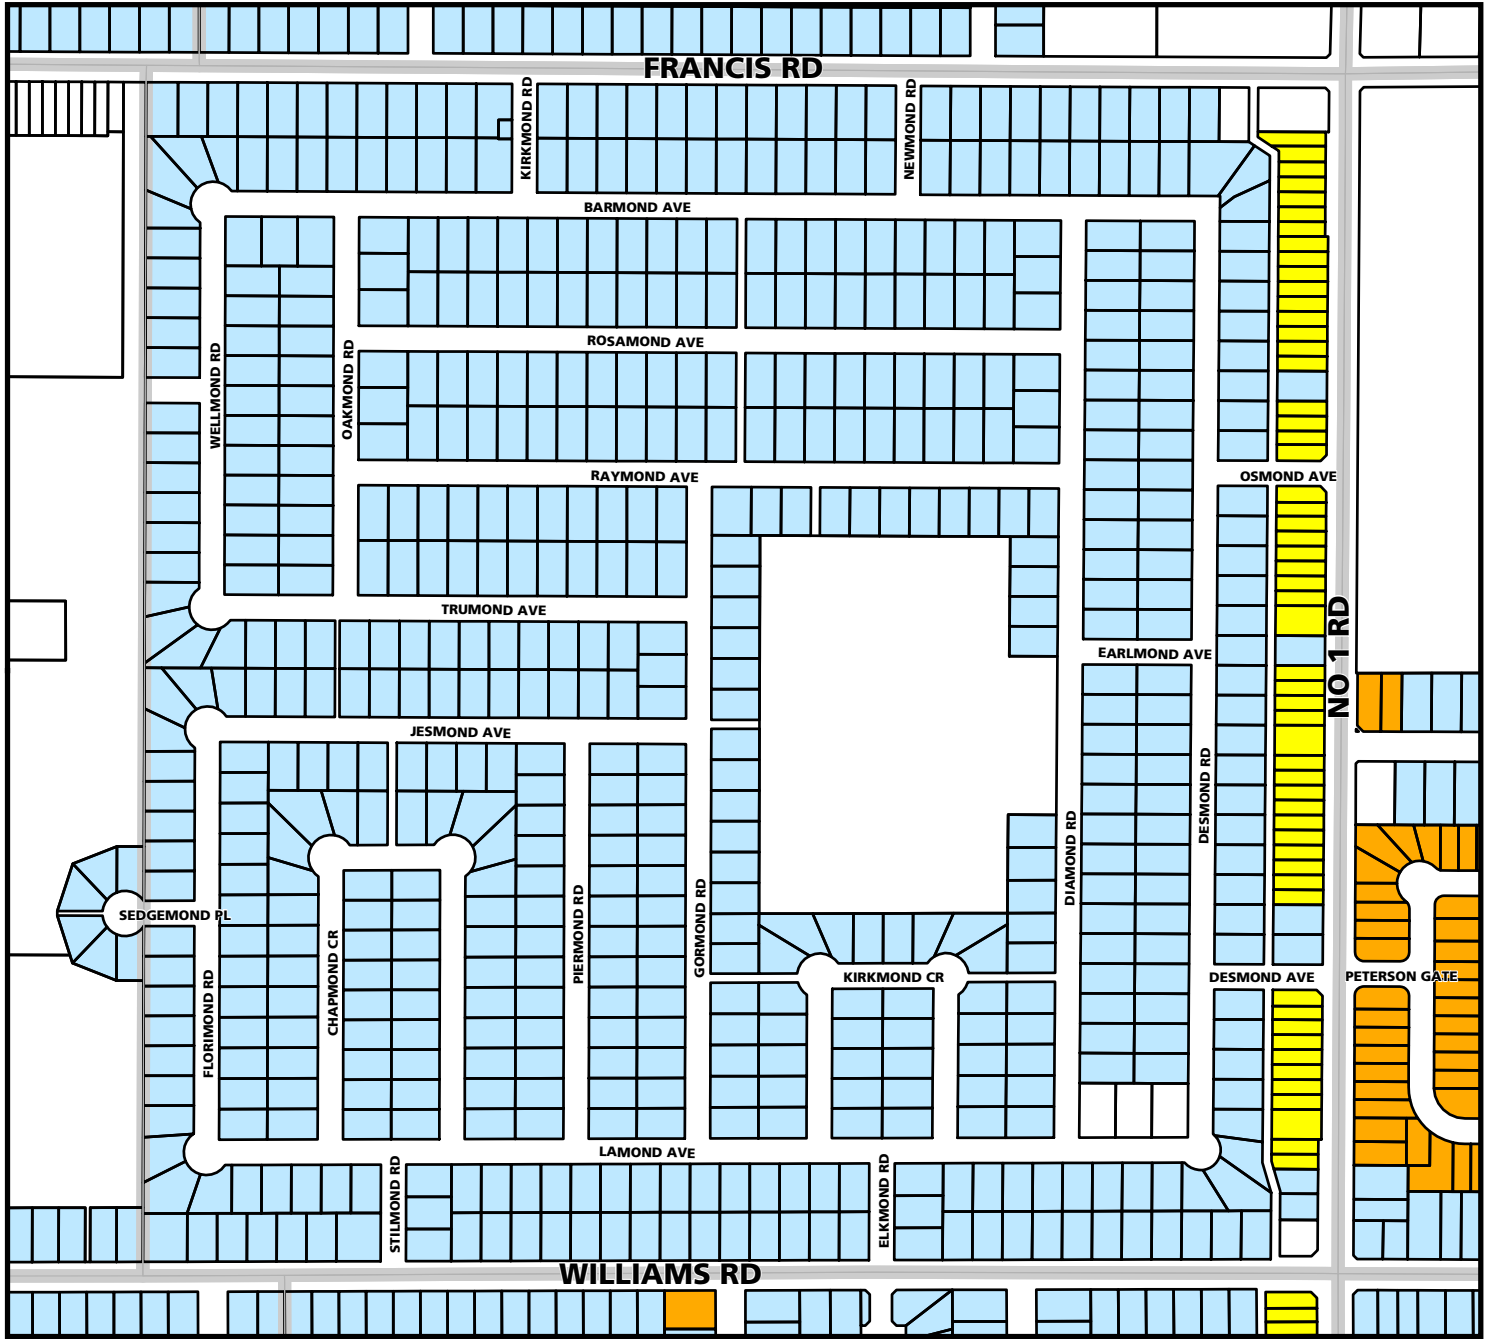 FRANCIS RD
KIRKMOND RD
NEWMOND RD
BARMOND AVE
WELLMOND RD
OAKMOND RD
ROSAMOND AVE
RAYMOND AVE
OSMOND AVE
TRUMOND AVE
EARLMOND AVE
NO 1 RD
JESMOND AVE
DESMOND RD
DIAMOND RD
SEDGEMOND PL
PIERMOND RD
GORMOND RD
CHAPMOND CR
FLORIMOND RD
KIRKMOND CR
DESMOND AVE
PETERSON GATE
LAMOND AVE
STILMOND RD
ELKMOND RD
WILLIAMS RD